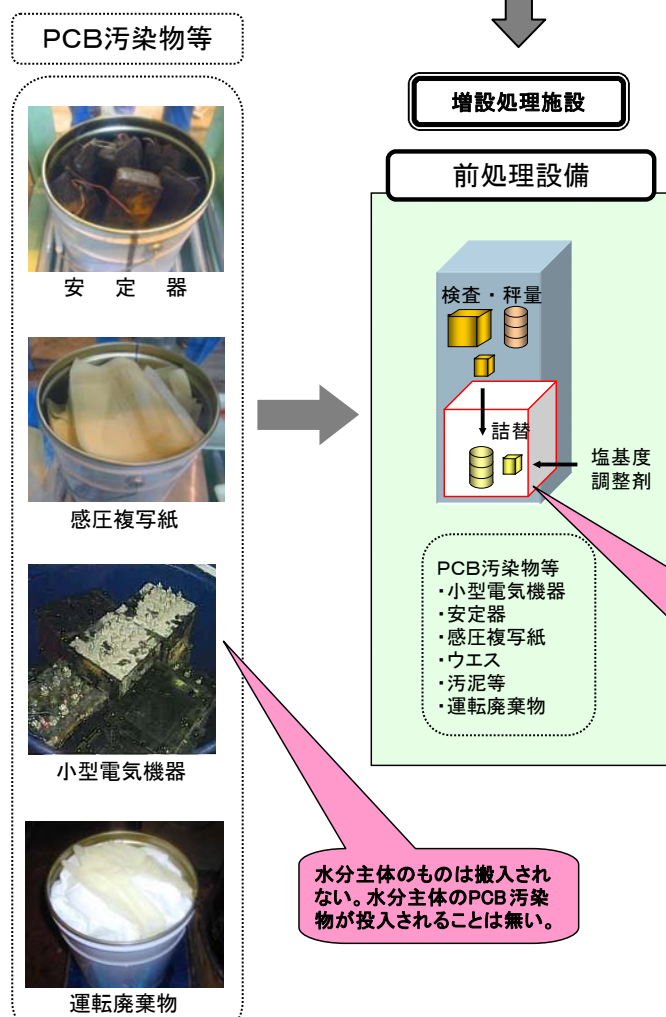 PCB汚染物等
安定器
感圧複写紙
小型電気機器
運転廃棄物
増設処理施設
前処理設備
検査・秤量
詰替
塩基度
調整剤
PCB汚染物等
・小型電気機器
・安定器
・感圧複写紙
・ウエス
・汚泥等
・運転廃棄物
水分主体のものは搬入され
ない。水分主体のPCB汚染
物が投入されることは無い。